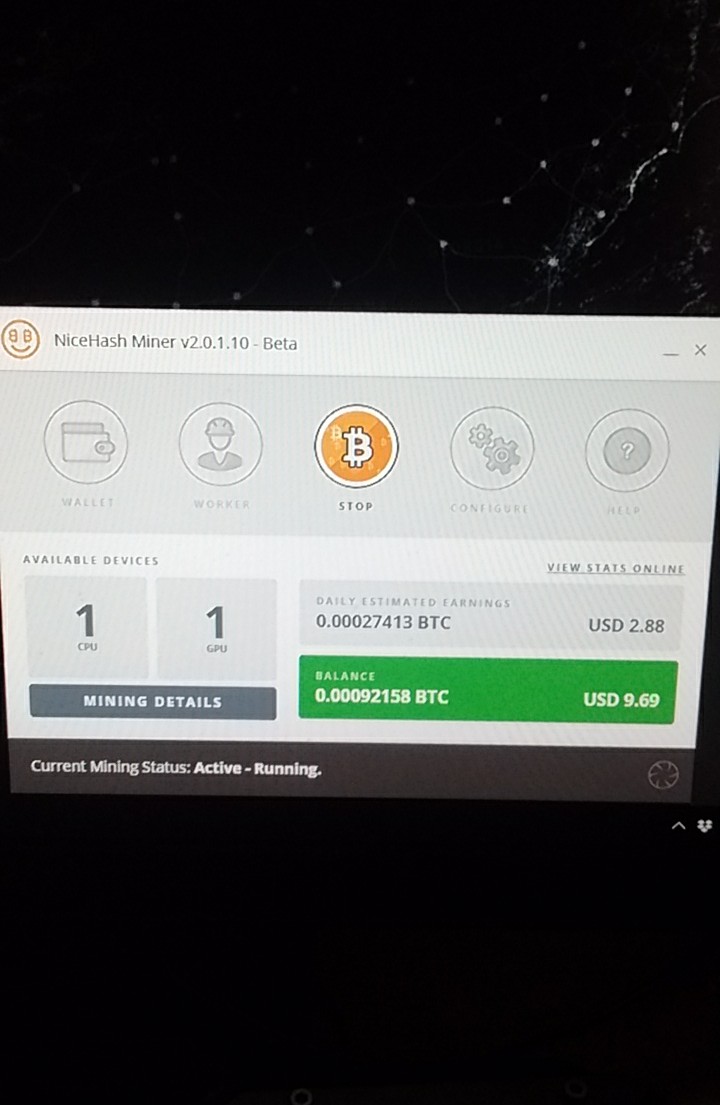 NiceHash Miner v2.0.1.10 - Beta
WALLET
WORKER
STOP
CONFIGURE
HELP
AVAILABLE DEVICES
VIEW STATS ONLINE
1
CPU
1
GPU
MINING DETAILS
DAILY ESTIMATED EARNINGS
0.00027413 BTC USD 2.88
BALANCE
0.00092158 BTC USD 9.69
Current Mining Status: Active - Running.